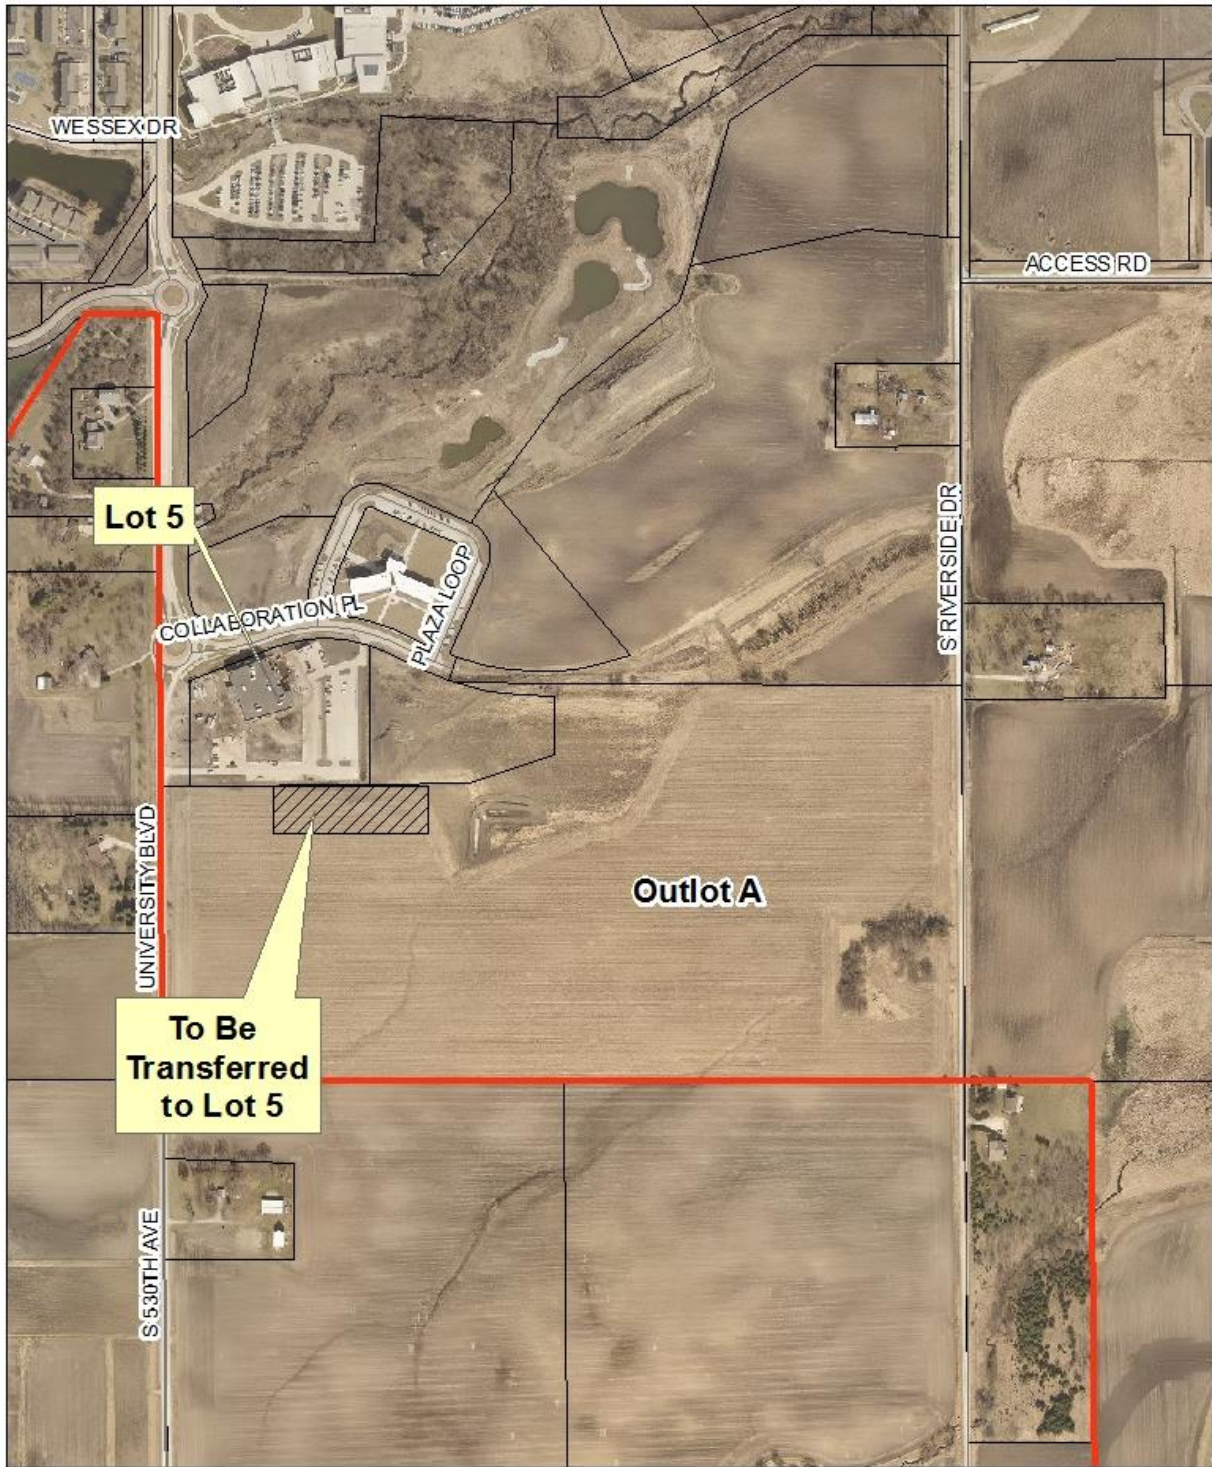 WESSEX DR
ACCESS RD
Lot 5
S RIVERSIDE DR
COLLABORATION PL
PLAZA LOOP
UNIVERSITY BLVD
Outlot A
To Be
Transferred
to Lot 5
S 530TH AVE